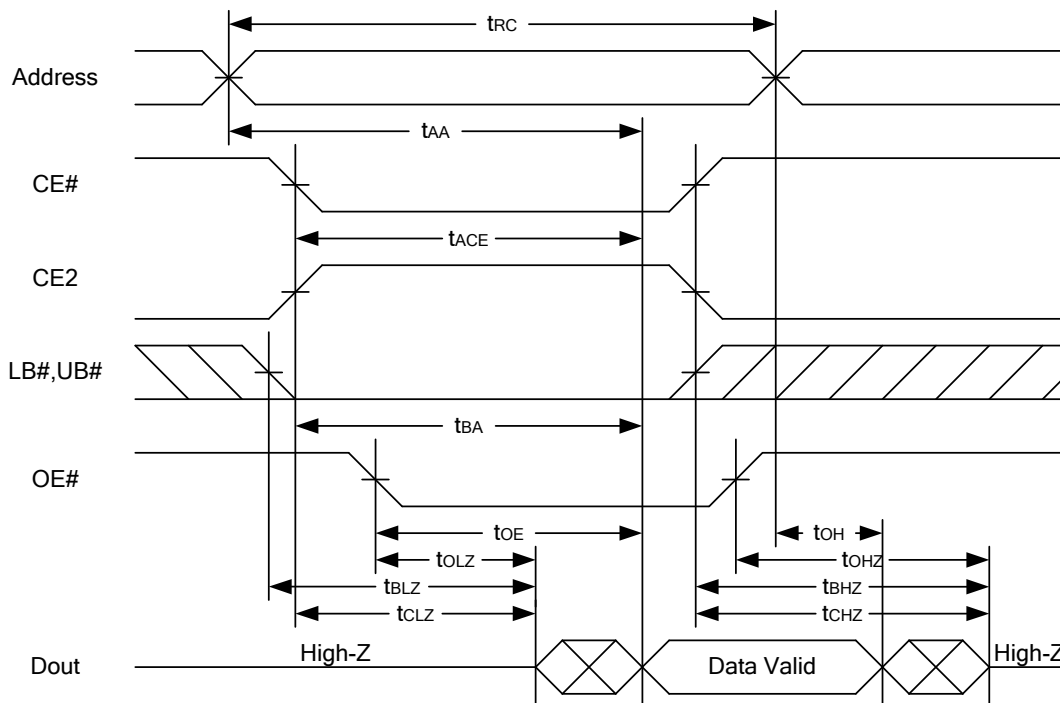 tRC
Address
tAA
CE#
tACE
CE2
LB#,UB#
tBA
OE#
tOE
tOH
tOLZ
tOHZ
tBLZ
tBHZ
tCLZ
tCHZ
High-Z
Dout
Data Valid
High-Z